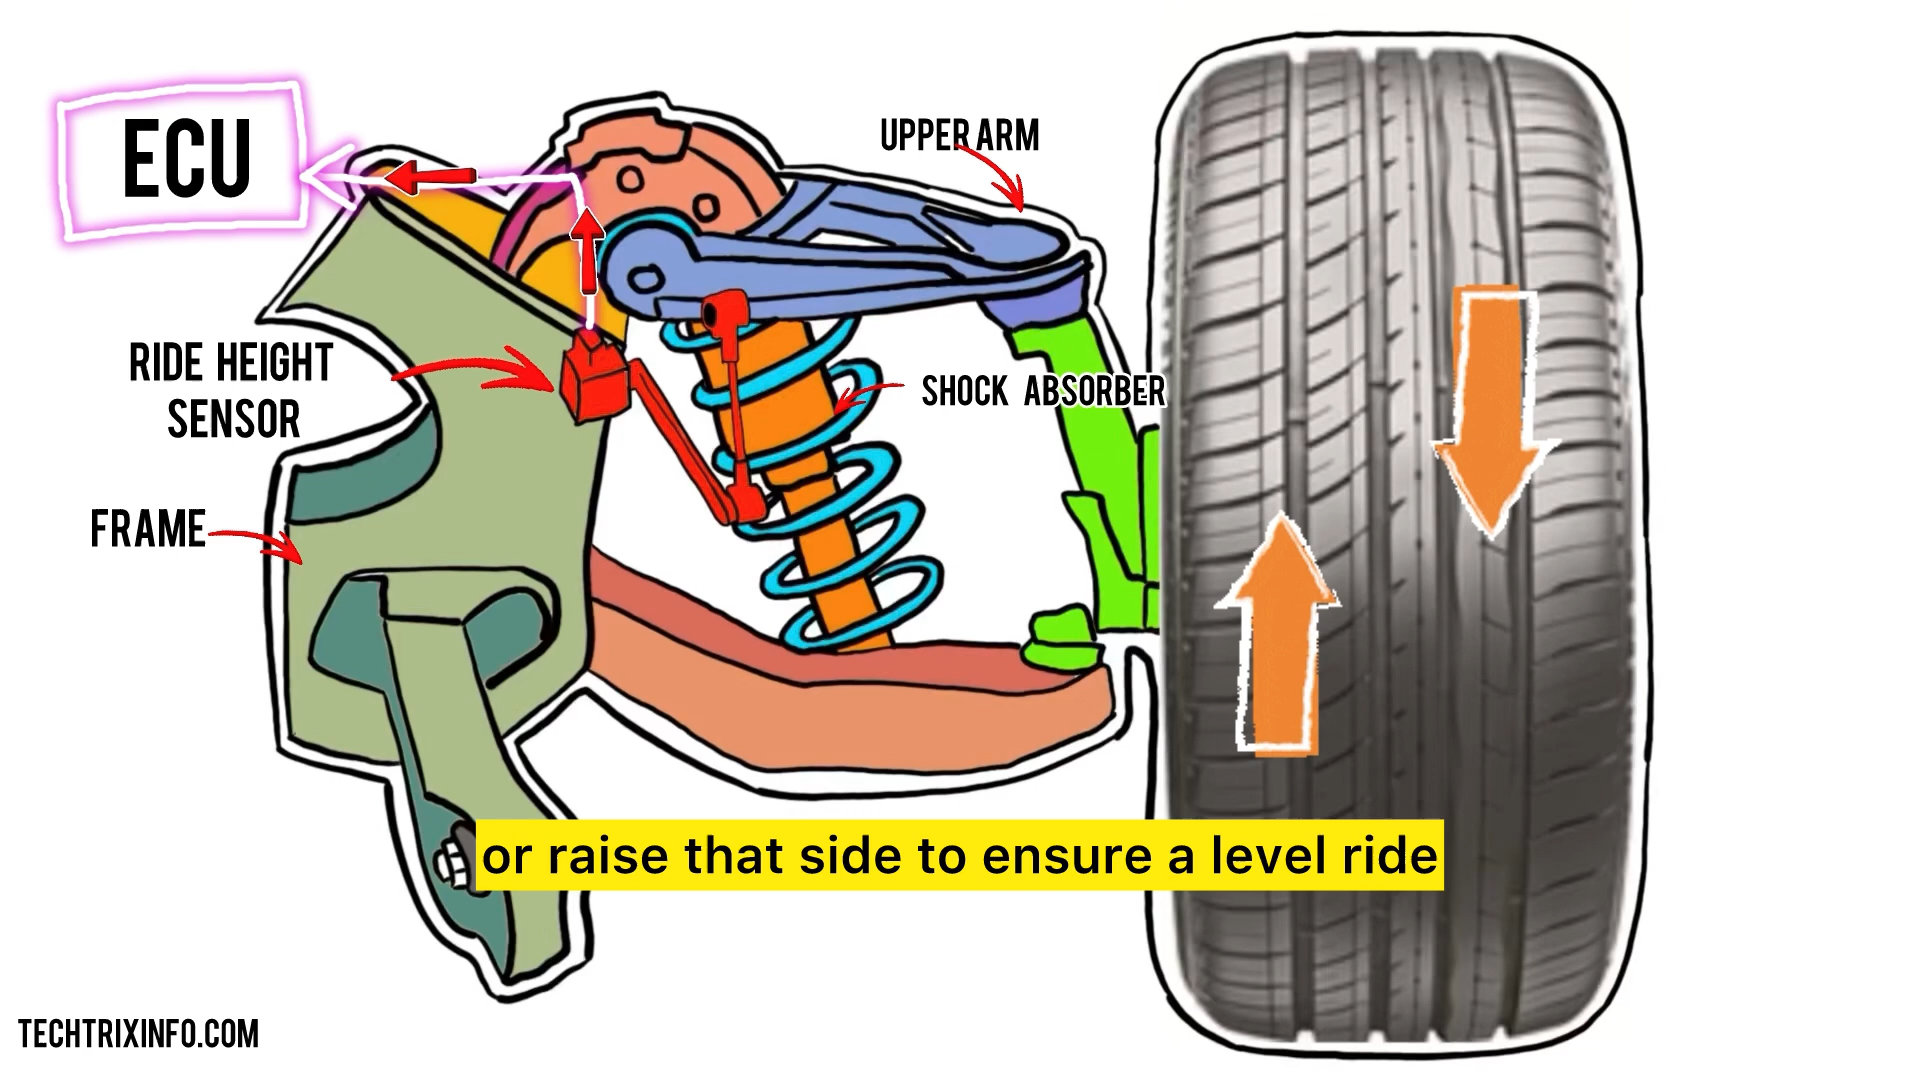 ECU
UPPER ARM
RIDE HEIGHT
SENSOR
SHOCK ABSORBER
FRAME
or raise that side to ensure a level ride
TECHTRIXINFO.COM